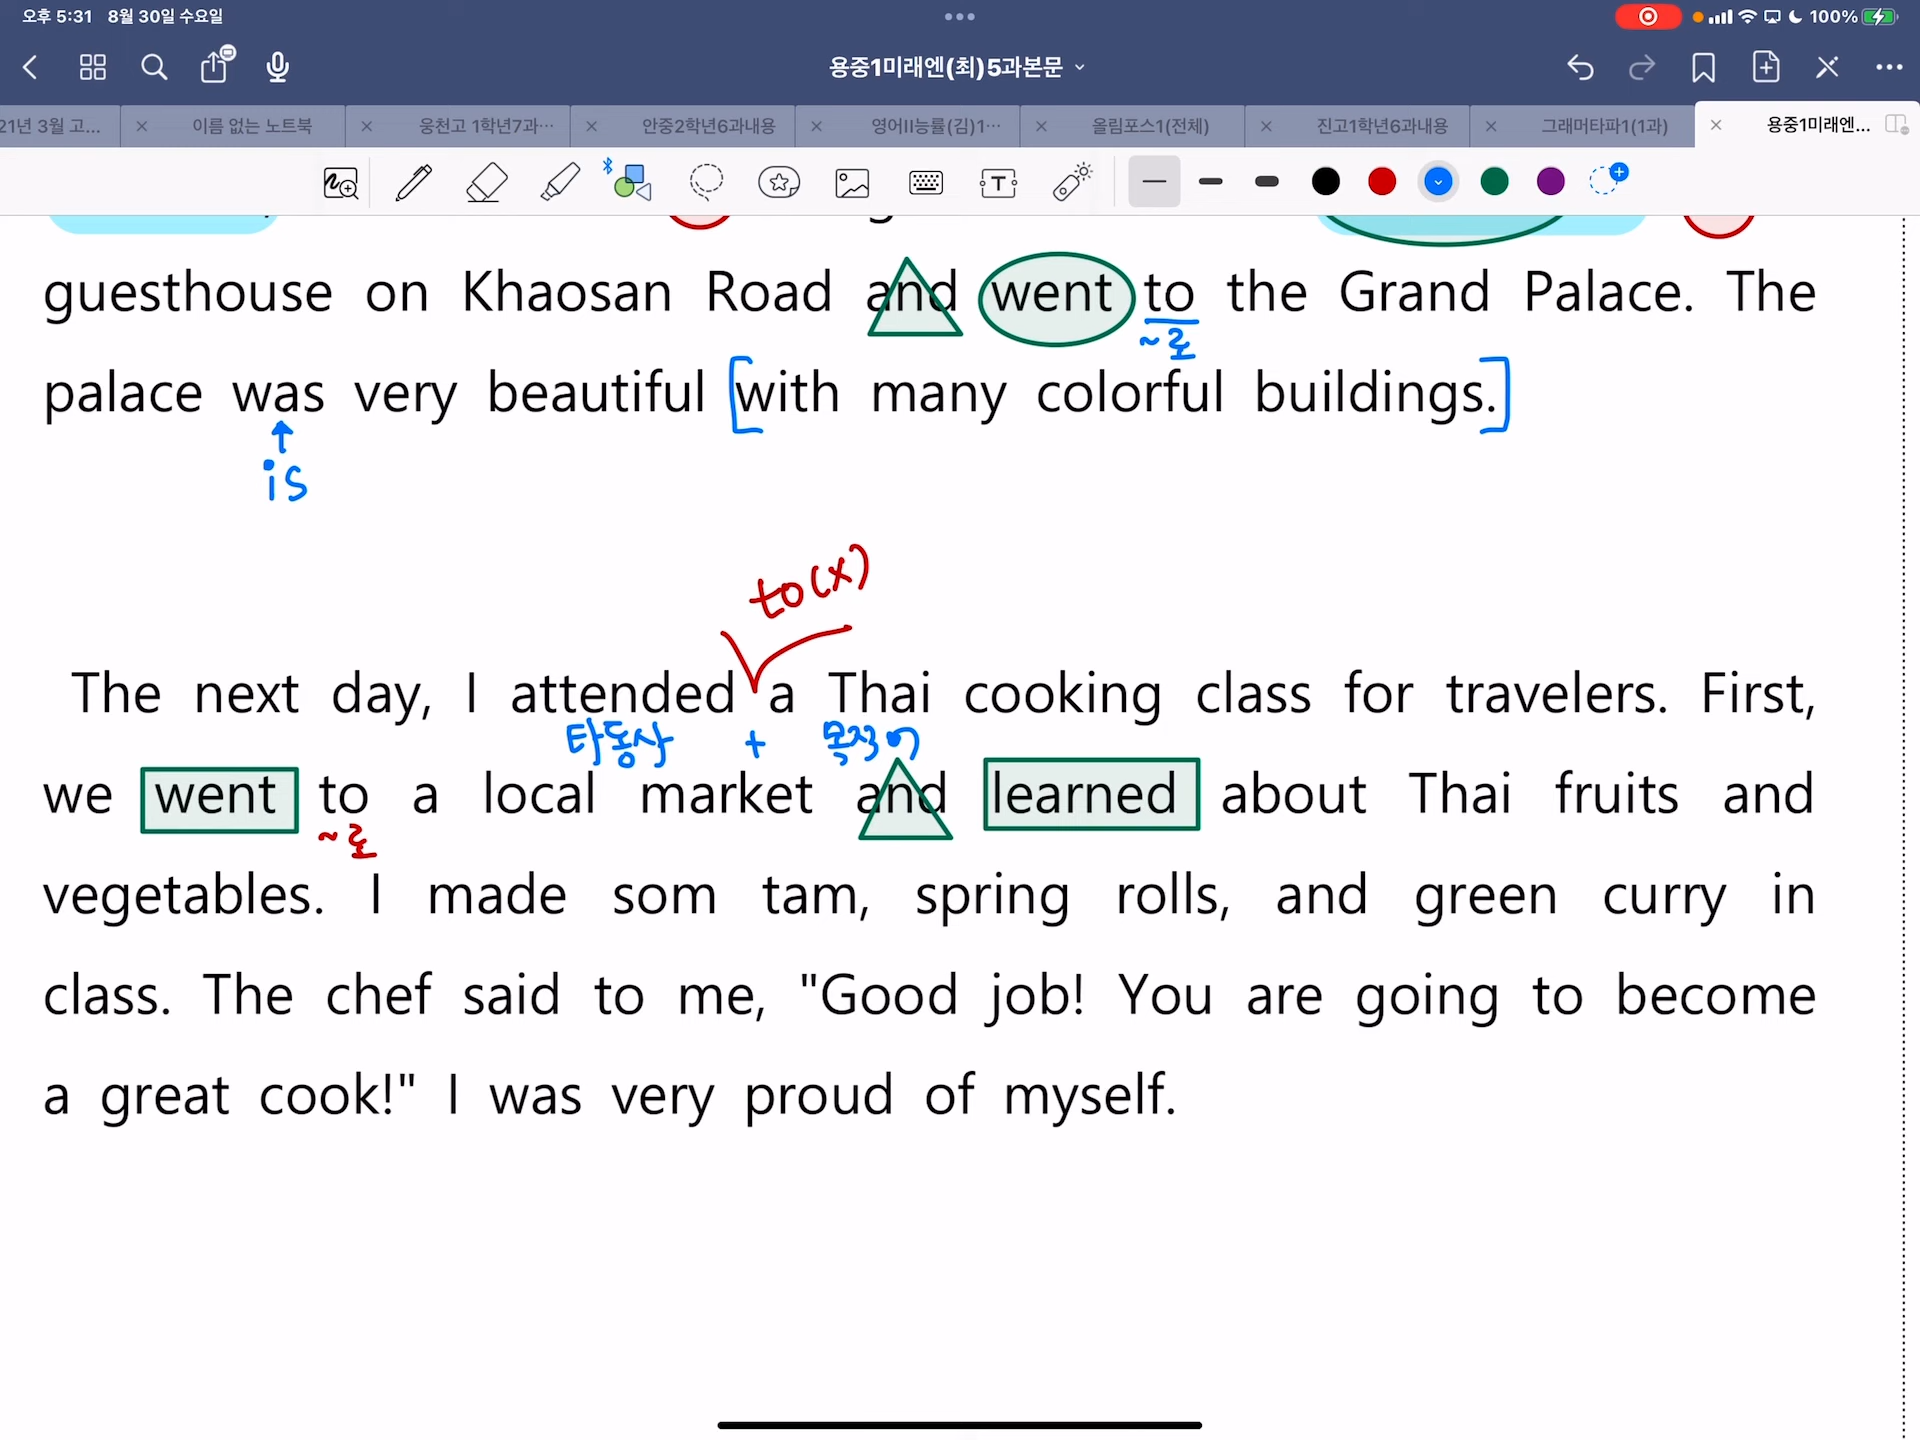 오후 5:31 8월 30일 수요일
100%
용중1미래엔(최)5과본문
21년 3월 고...
이름 없는 노트북
웅천고 1학년7과...
안중2학년6과내용
영어II능률(김)1...
올림포스1(전체)
진고1학년6과내용
그래머타파1(1과)
용중1미래엔...
guesthouse on Khaosan Road and went to the Grand Palace. The
~로
palace was very beautiful [with many colorful buildings.]
is
to(x)
The next day, I attended a Thai cooking class for travelers. First,
타동사 + 목적어
we went to a local market and learned about Thai fruits and
~로
vegetables. I made som tam, spring rolls, and green curry in
class. The chef said to me, "Good job! You are going to become
a great cook!" I was very proud of myself.